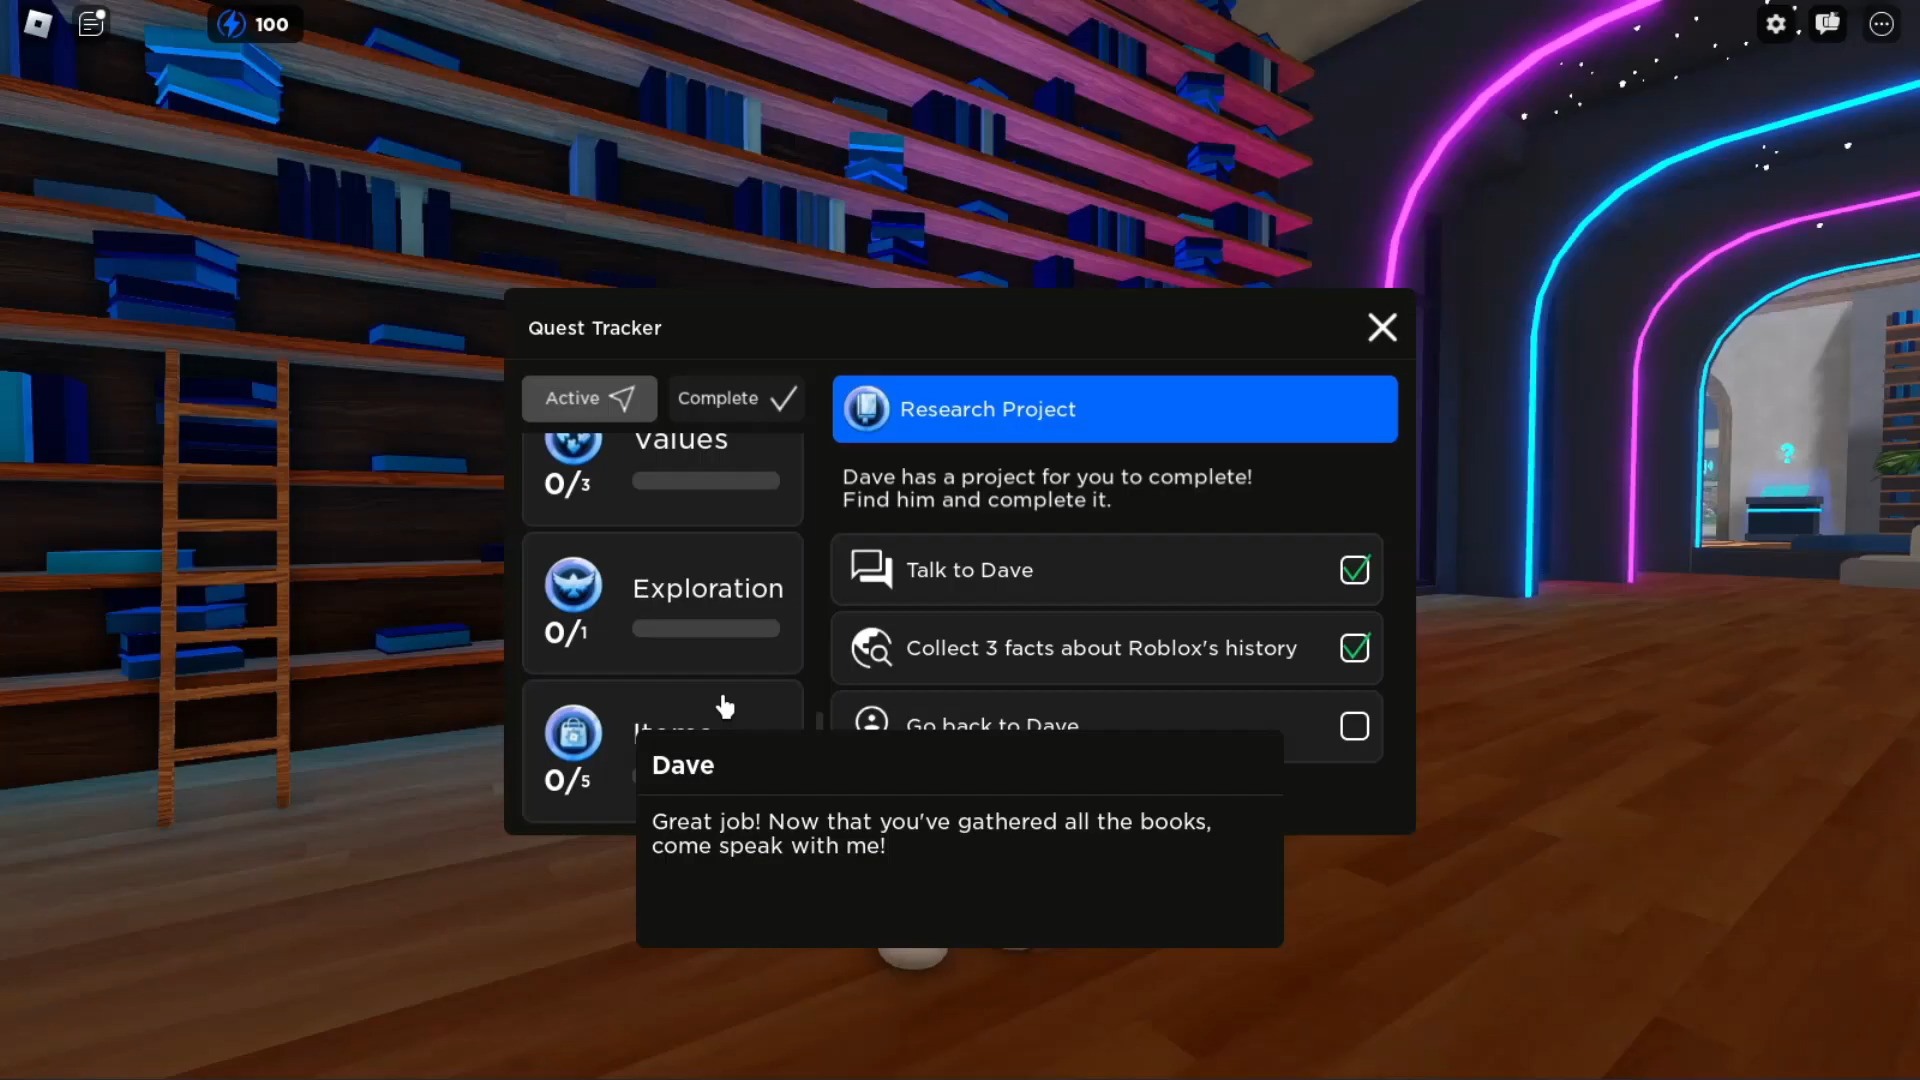 100
Quest Tracker
Active
Complete
Research Project
Values
0/3
Dave has a project for you to complete!
Find him and complete it.
Exploration
0/1
Talk to Dave
Collect 3 facts about Roblox's history
Items
0/5
Go back to Dave
Dave
Great job! Now that you've gathered all the books,
come speak with me!
?